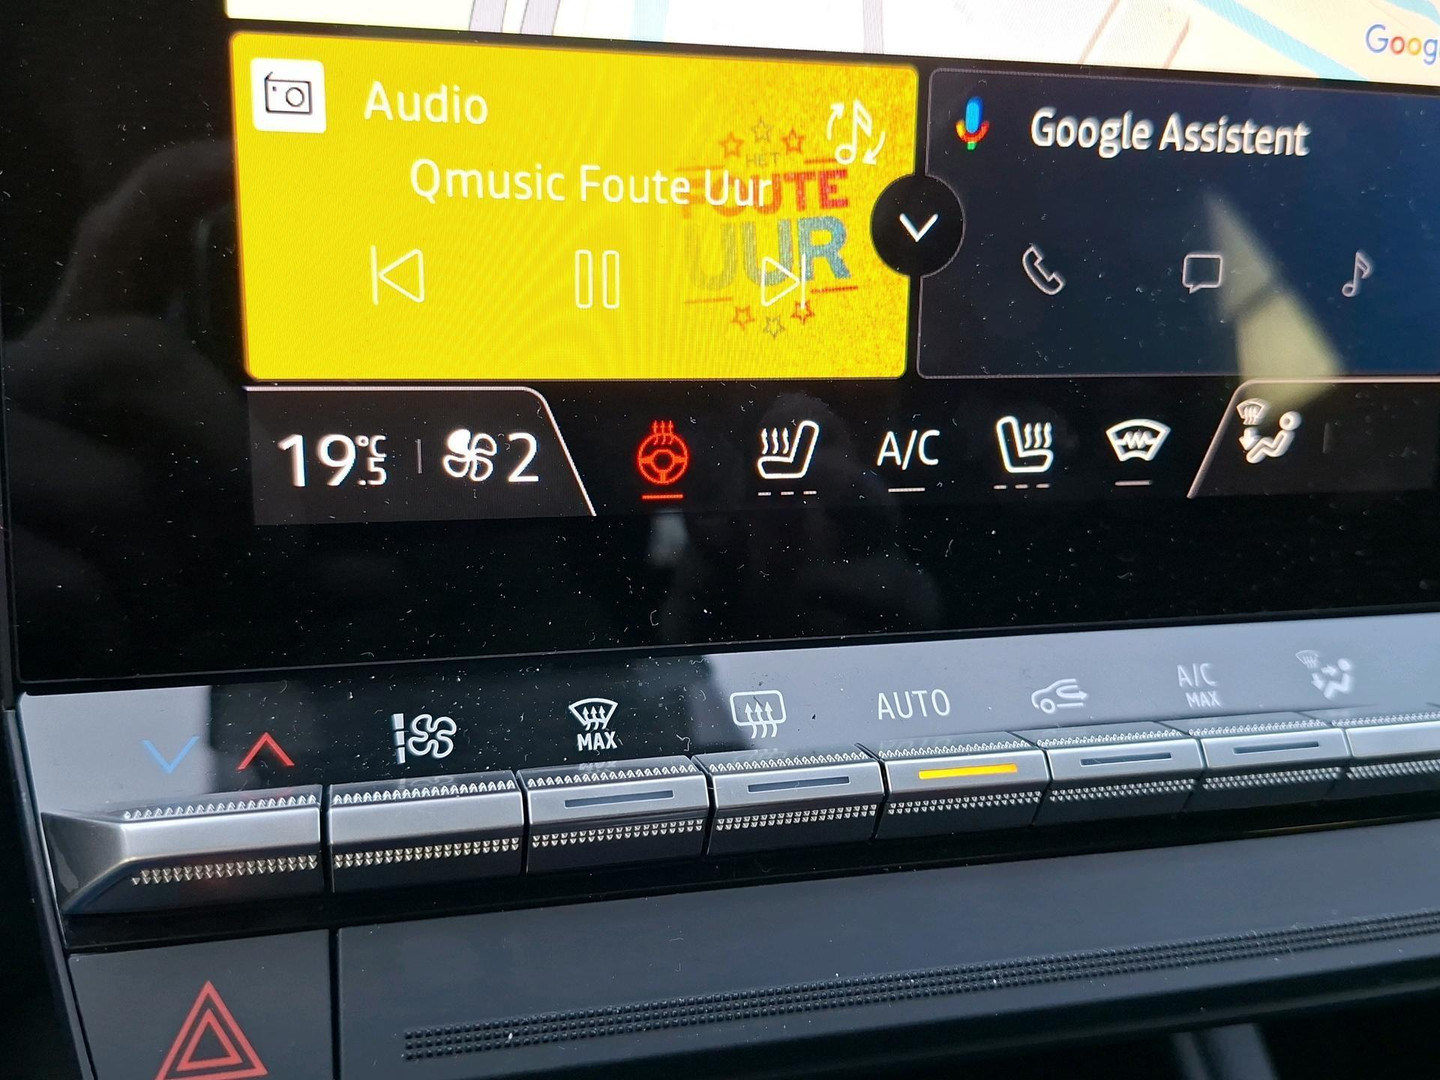 Goog
Audio
Qmusic Foute Uur
HET
FOUTE
UUR
Google Assistent
19.5°C
2
A/C
MAX
AUTO
A/C
MAX